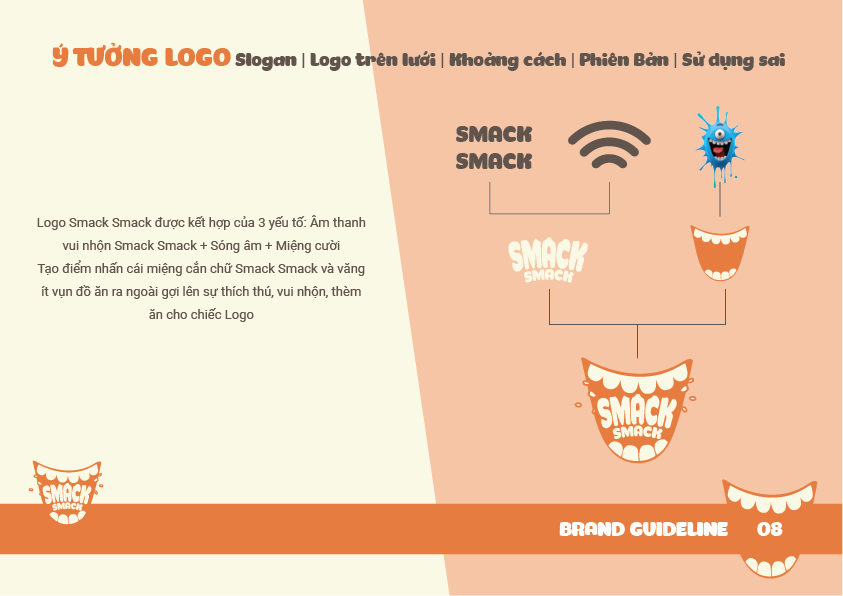 Ý TƯỞNG LOGO Slogan | Logo trên lưới | Khoảng cách | Phiên Bản | Sử dụng sai
SMACK
SMACK
Logo Smack Smack được kết hợp của 3 yếu tố: Âm thanh
vui nhộn Smack Smack + Sóng âm + Miệng cười
Tạo điểm nhấn cái miệng cắn chữ Smack Smack và văng
ít vụn đồ ăn ra ngoài gợi lên sự thích thú, vui nhộn, thèm
ăn cho chiếc Logo
SMACK
SMACK
SMACK
SMACK
SMACK
SMACK
BRAND GUIDELINE 08